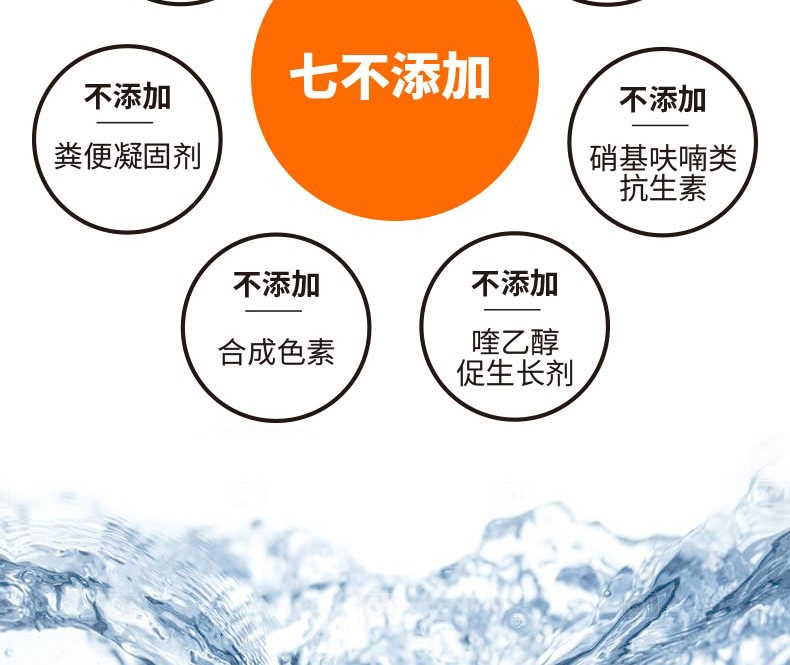 七不添加
不添加
粪便凝固剂
不添加
硝基呋喃类
抗生素
不添加
合成色素
不添加
喹乙醇
促生长剂